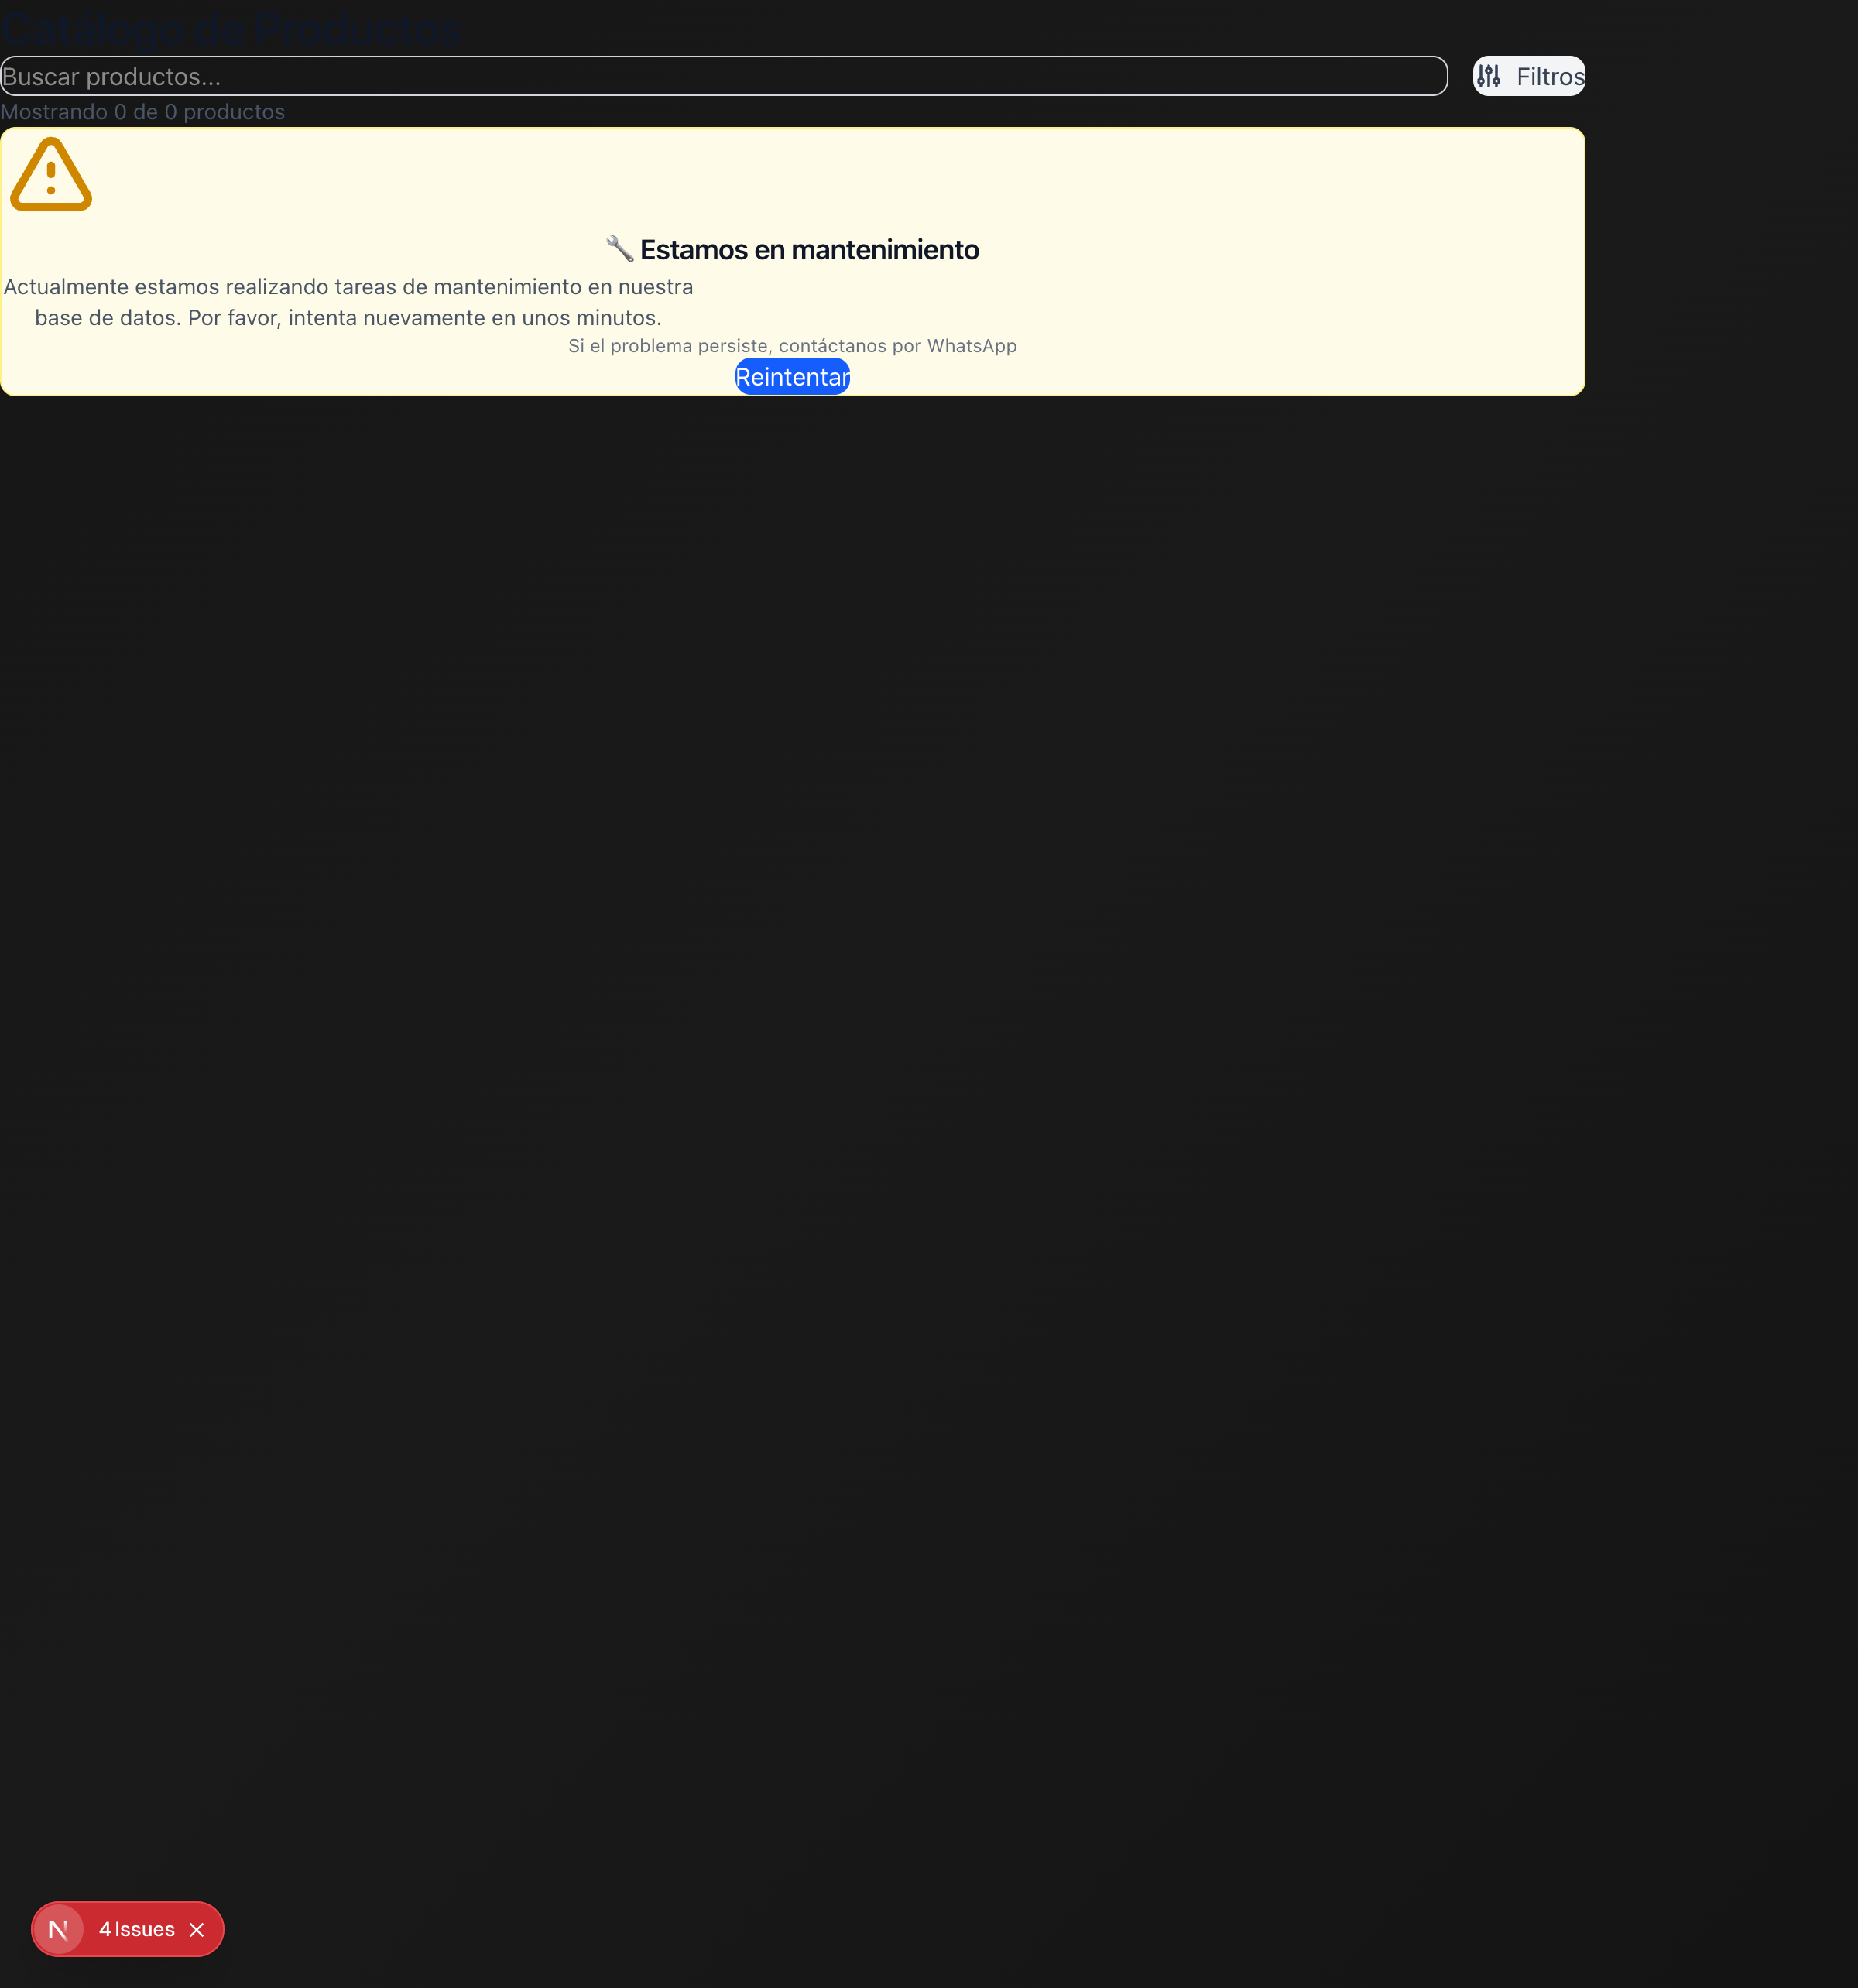 Catálogo de Productos
Buscar productos...
Filtros
Mostrando 0 de 0 productos
🔧 Estamos en mantenimiento
Actualmente estamos realizando tareas de mantenimiento en nuestra
base de datos. Por favor, intenta nuevamente en unos minutos.
Si el problema persiste, contáctanos por WhatsApp
Reintentar
N 4 Issues